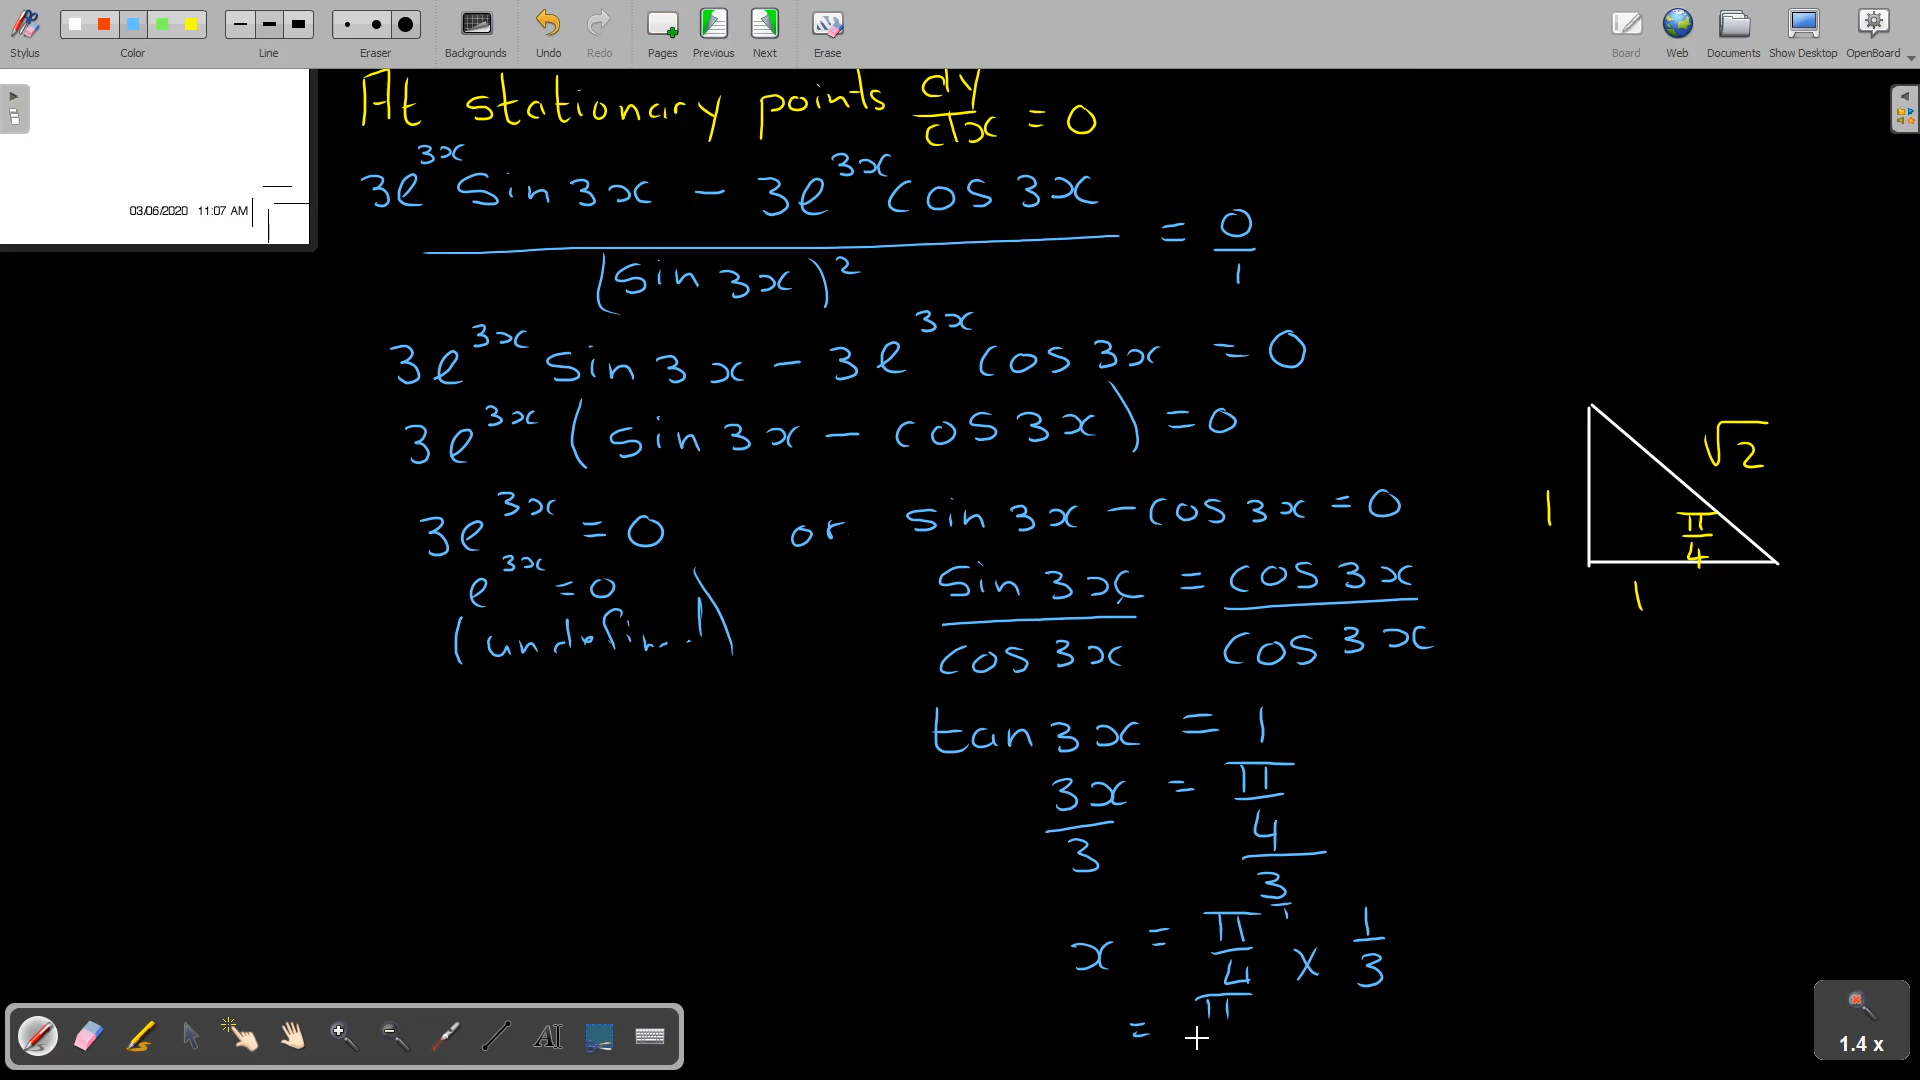 Stylus Color Line Eraser Backgrounds Undo Redo Pages Previous Next Erase Board Web Documents Show Desktop OpenBoard
At stationary points dy/dx = 0
03/06/2020 11:07 AM
(3e^3x sin 3x - 3e^3x cos 3x) / (sin 3x)^2 = 0/1
3e^3x sin 3x - 3e^3x cos 3x = 0
3e^3x (sin 3x - cos 3x) = 0
3e^3x = 0 or sin 3x - cos 3x = 0
e^3x = 0
(undefined)
sin 3x / cos 3x = cos 3x / cos 3x
tan 3x = 1
3x/3 = π/4 / 3/1
x = π/4 x 1/3
= π
1
√2
π/4
1
AI
1.4 x